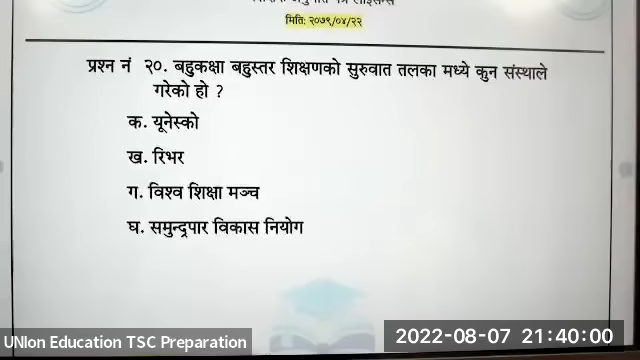 मिति: २०७९/०४/२२
प्रश्न नं २०. बहुकक्षा बहुस्तर शिक्षणको सुरुवात तलका मध्ये कुन संस्थाले
गरेको हो ?
क. यूनेस्को
ख. रिभर
ग. विश्व शिक्षा मञ्च
घ. समुन्द्रपार विकास नियोग
UNIon Education TSC Preparation
2022-08-07 21:40:00